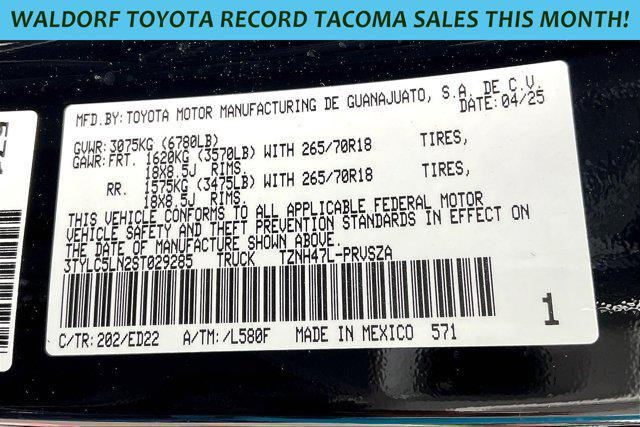 WALDORF TOYOTA RECORD TACOMA SALES THIS MONTH!
MFD.BY:TOYOTA MOTOR MANUFACTURING DE GUANAJUATO, S.A. DE C.V.
DATE:04/25
GVWR: 3075KG (6780LB)
GAWR:FRT. 1620KG (3570LB) WITH 265/70R18 TIRES,
18X8.5J RIMS.
RR. 1575KG (3475LB) WITH 265/70R18 TIRES,
18X8.5J RIMS.
THIS VEHICLE CONFORMS TO ALL APPLICABLE FEDERAL MOTOR
VEHICLE SAFETY AND THEFT PREVENTION STANDARDS IN EFFECT ON
THE DATE OF MANUFACTURE SHOWN ABOVE.
3TYLC5LN2ST029285 TRUCK TZNH47L-PRVSZA
C/TR:202/ED22 A/TM:/L580F MADE IN MEXICO 571
1
571